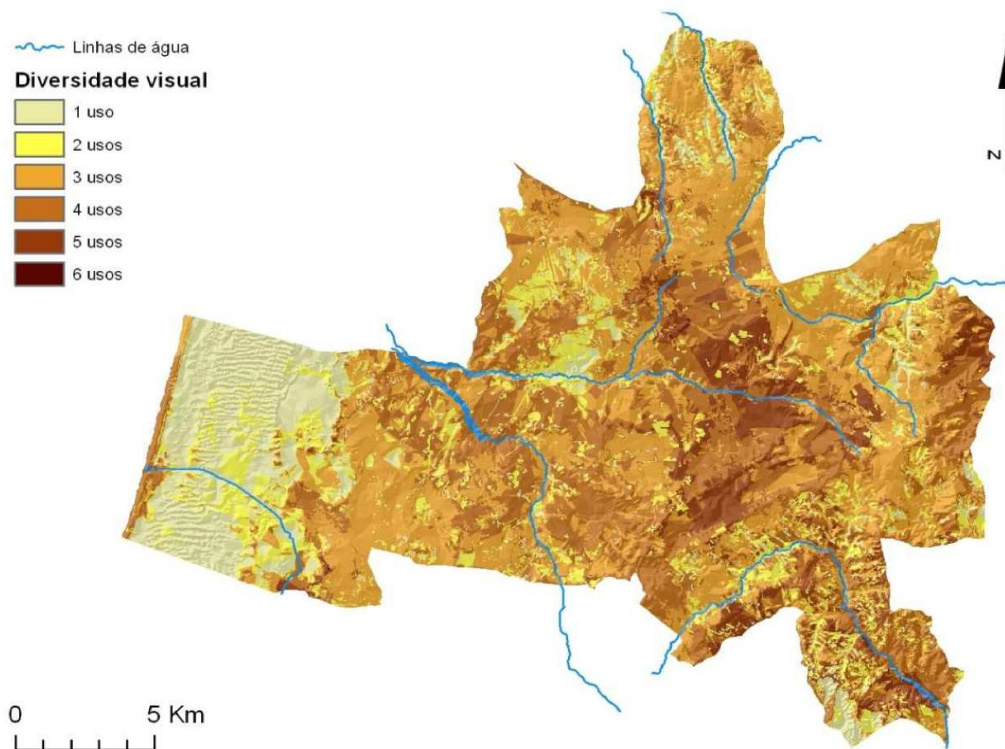 Linhas de água
Diversidade visual
1 uso
2 usos
3 usos
4 usos
5 usos
6 usos
N
0 5 Km